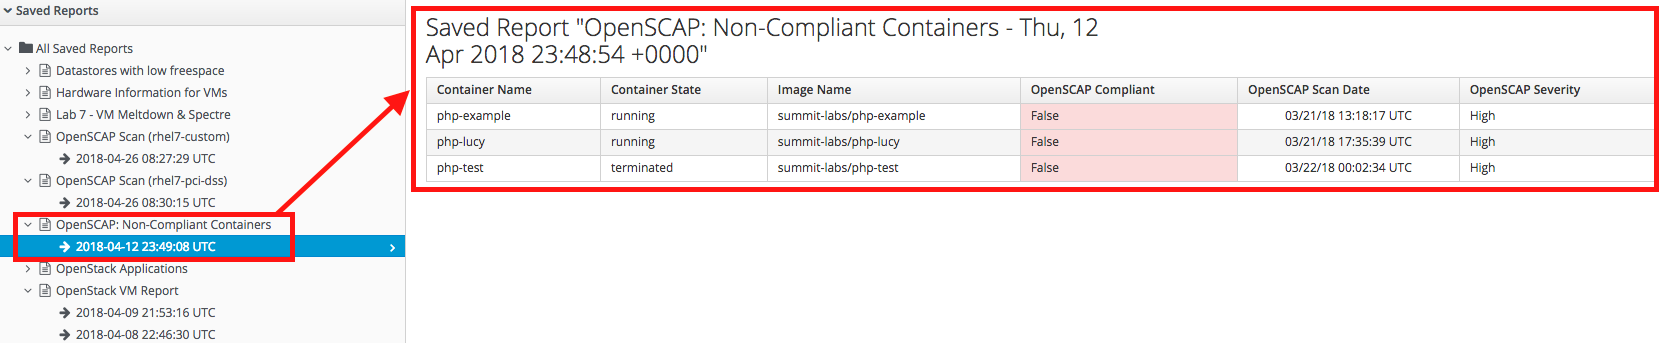 Saved Reports
All Saved Reports
Datastores with low freespace
Hardware Information for VMs
Lab 7 - VM Meltdown & Spectre
OpenSCAP Scan (rhel7-custom)
2018-04-26 08:27:29 UTC
OpenSCAP Scan (rhel7-pci-dss)
2018-04-26 08:30:15 UTC
OpenSCAP: Non-Compliant Containers
2018-04-12 23:49:08 UTC
OpenStack Applications
OpenStack VM Report
2018-04-09 21:53:16 UTC
2018-04-08 22:46:30 UTC
Saved Report "OpenSCAP: Non-Compliant Containers - Thu, 12
Apr 2018 23:48:54 +0000"
Container Name Container State Image Name OpenSCAP Compliant OpenSCAP Scan Date OpenSCAP Severity
php-example running summit-labs/php-example False 03/21/18 13:18:17 UTC High
php-lucy running summit-labs/php-lucy False 03/21/18 17:35:39 UTC High
php-test terminated summit-labs/php-test False 03/22/18 00:02:34 UTC High